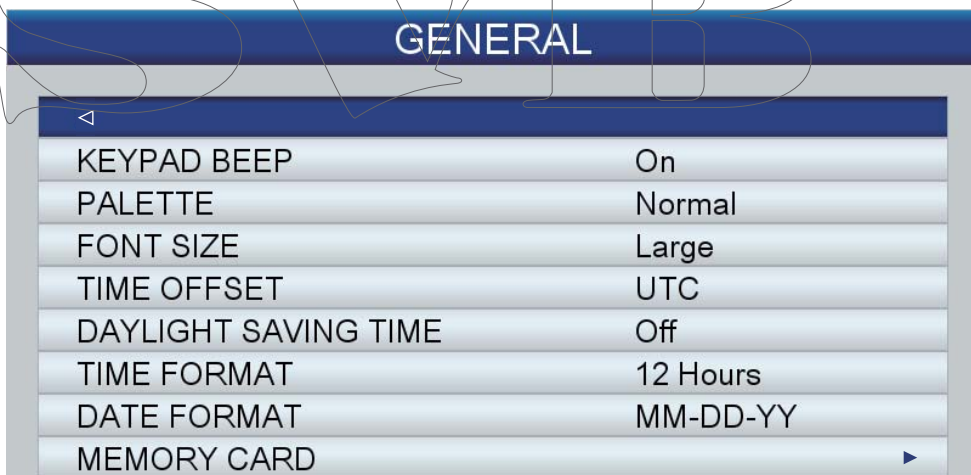 GENERAL
KEYPAD BEEP On
PALETTE Normal
FONT SIZE Large
TIME OFFSET UTC
DAYLIGHT SAVING TIME Off
TIME FORMAT 12 Hours
DATE FORMAT MM-DD-YY
MEMORY CARD